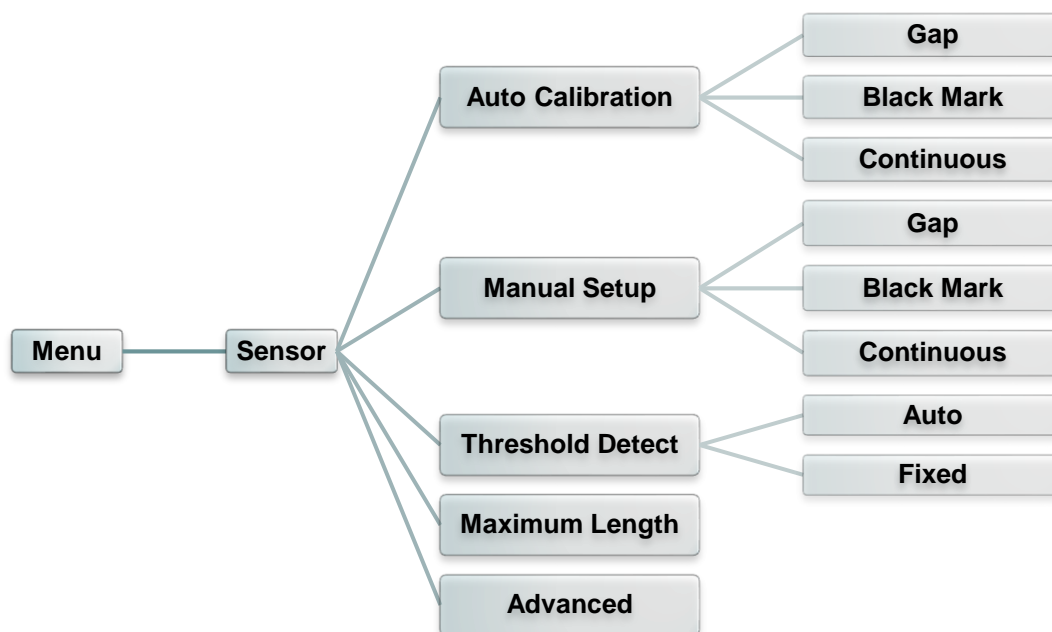 Menu
Sensor
Auto Calibration
Gap
Black Mark
Continuous
Manual Setup
Gap
Black Mark
Continuous
Threshold Detect
Auto
Fixed
Maximum Length
Advanced